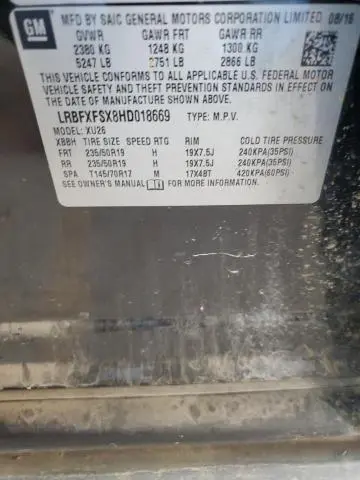 GM
MFD BY SAIC GENERAL MOTORS CORPORATION LIMITED 08/16
GVWR GAWR FRT GAWR RR
2380 KG 1248 KG 1300 KG
5247 LB 2751 LB 2866 LB
THIS VEHICLE CONFORMS TO ALL APPLICABLE U.S. FEDERAL MOTOR
VEHICLE SAFETY AND THEFT PREVENTION STANDARDS IN EFFECT ON
THE DATE OF MANUFACTURE SHOWN ABOVE.
LRBFXFSX8HD018669 TYPE: M.P.V.
MODEL: XU26
XBBH TIRE SIZE SPEED RTG RIM COLD TIRE PRESSURE
FRT 235/50R19 H 19X7.5J 240KPA(35PSI)
RR 235/50R19 H 19X7.5J 240KPA(35PSI)
SPA T145/70R17 M 17X4BT 420KPA(60PSI)
SEE OWNER'S MANUAL FOR MORE INFORMATION.